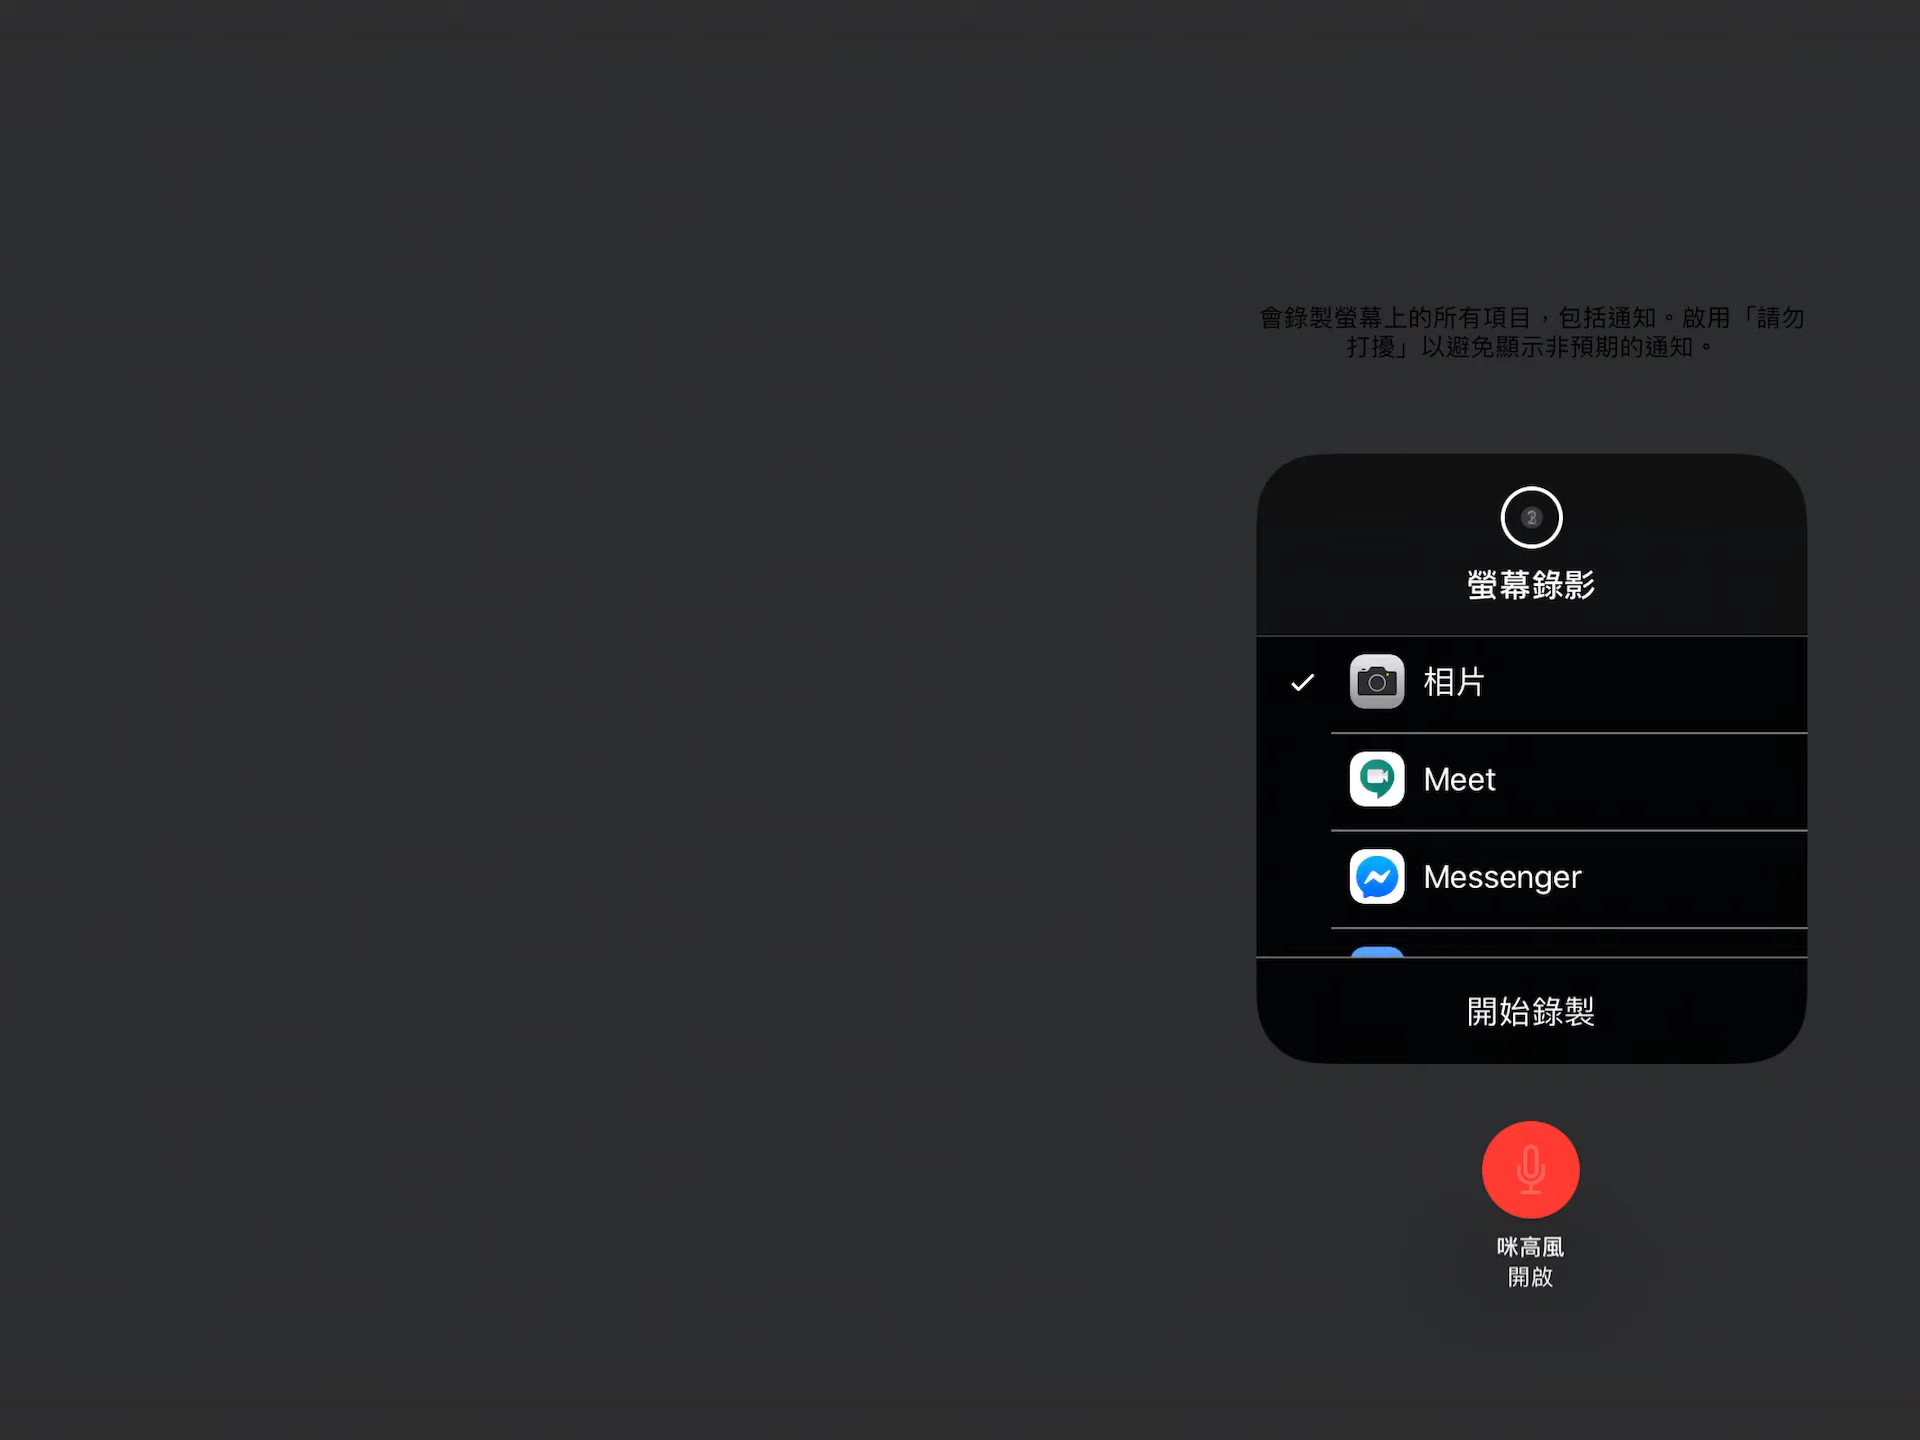 會錄製螢幕上的所有項目，包括通知。啟用「請勿
打擾」以避免顯示非預期的通知。
螢幕錄影
相片
Meet
Messenger
開始錄製
咪高風
開啟